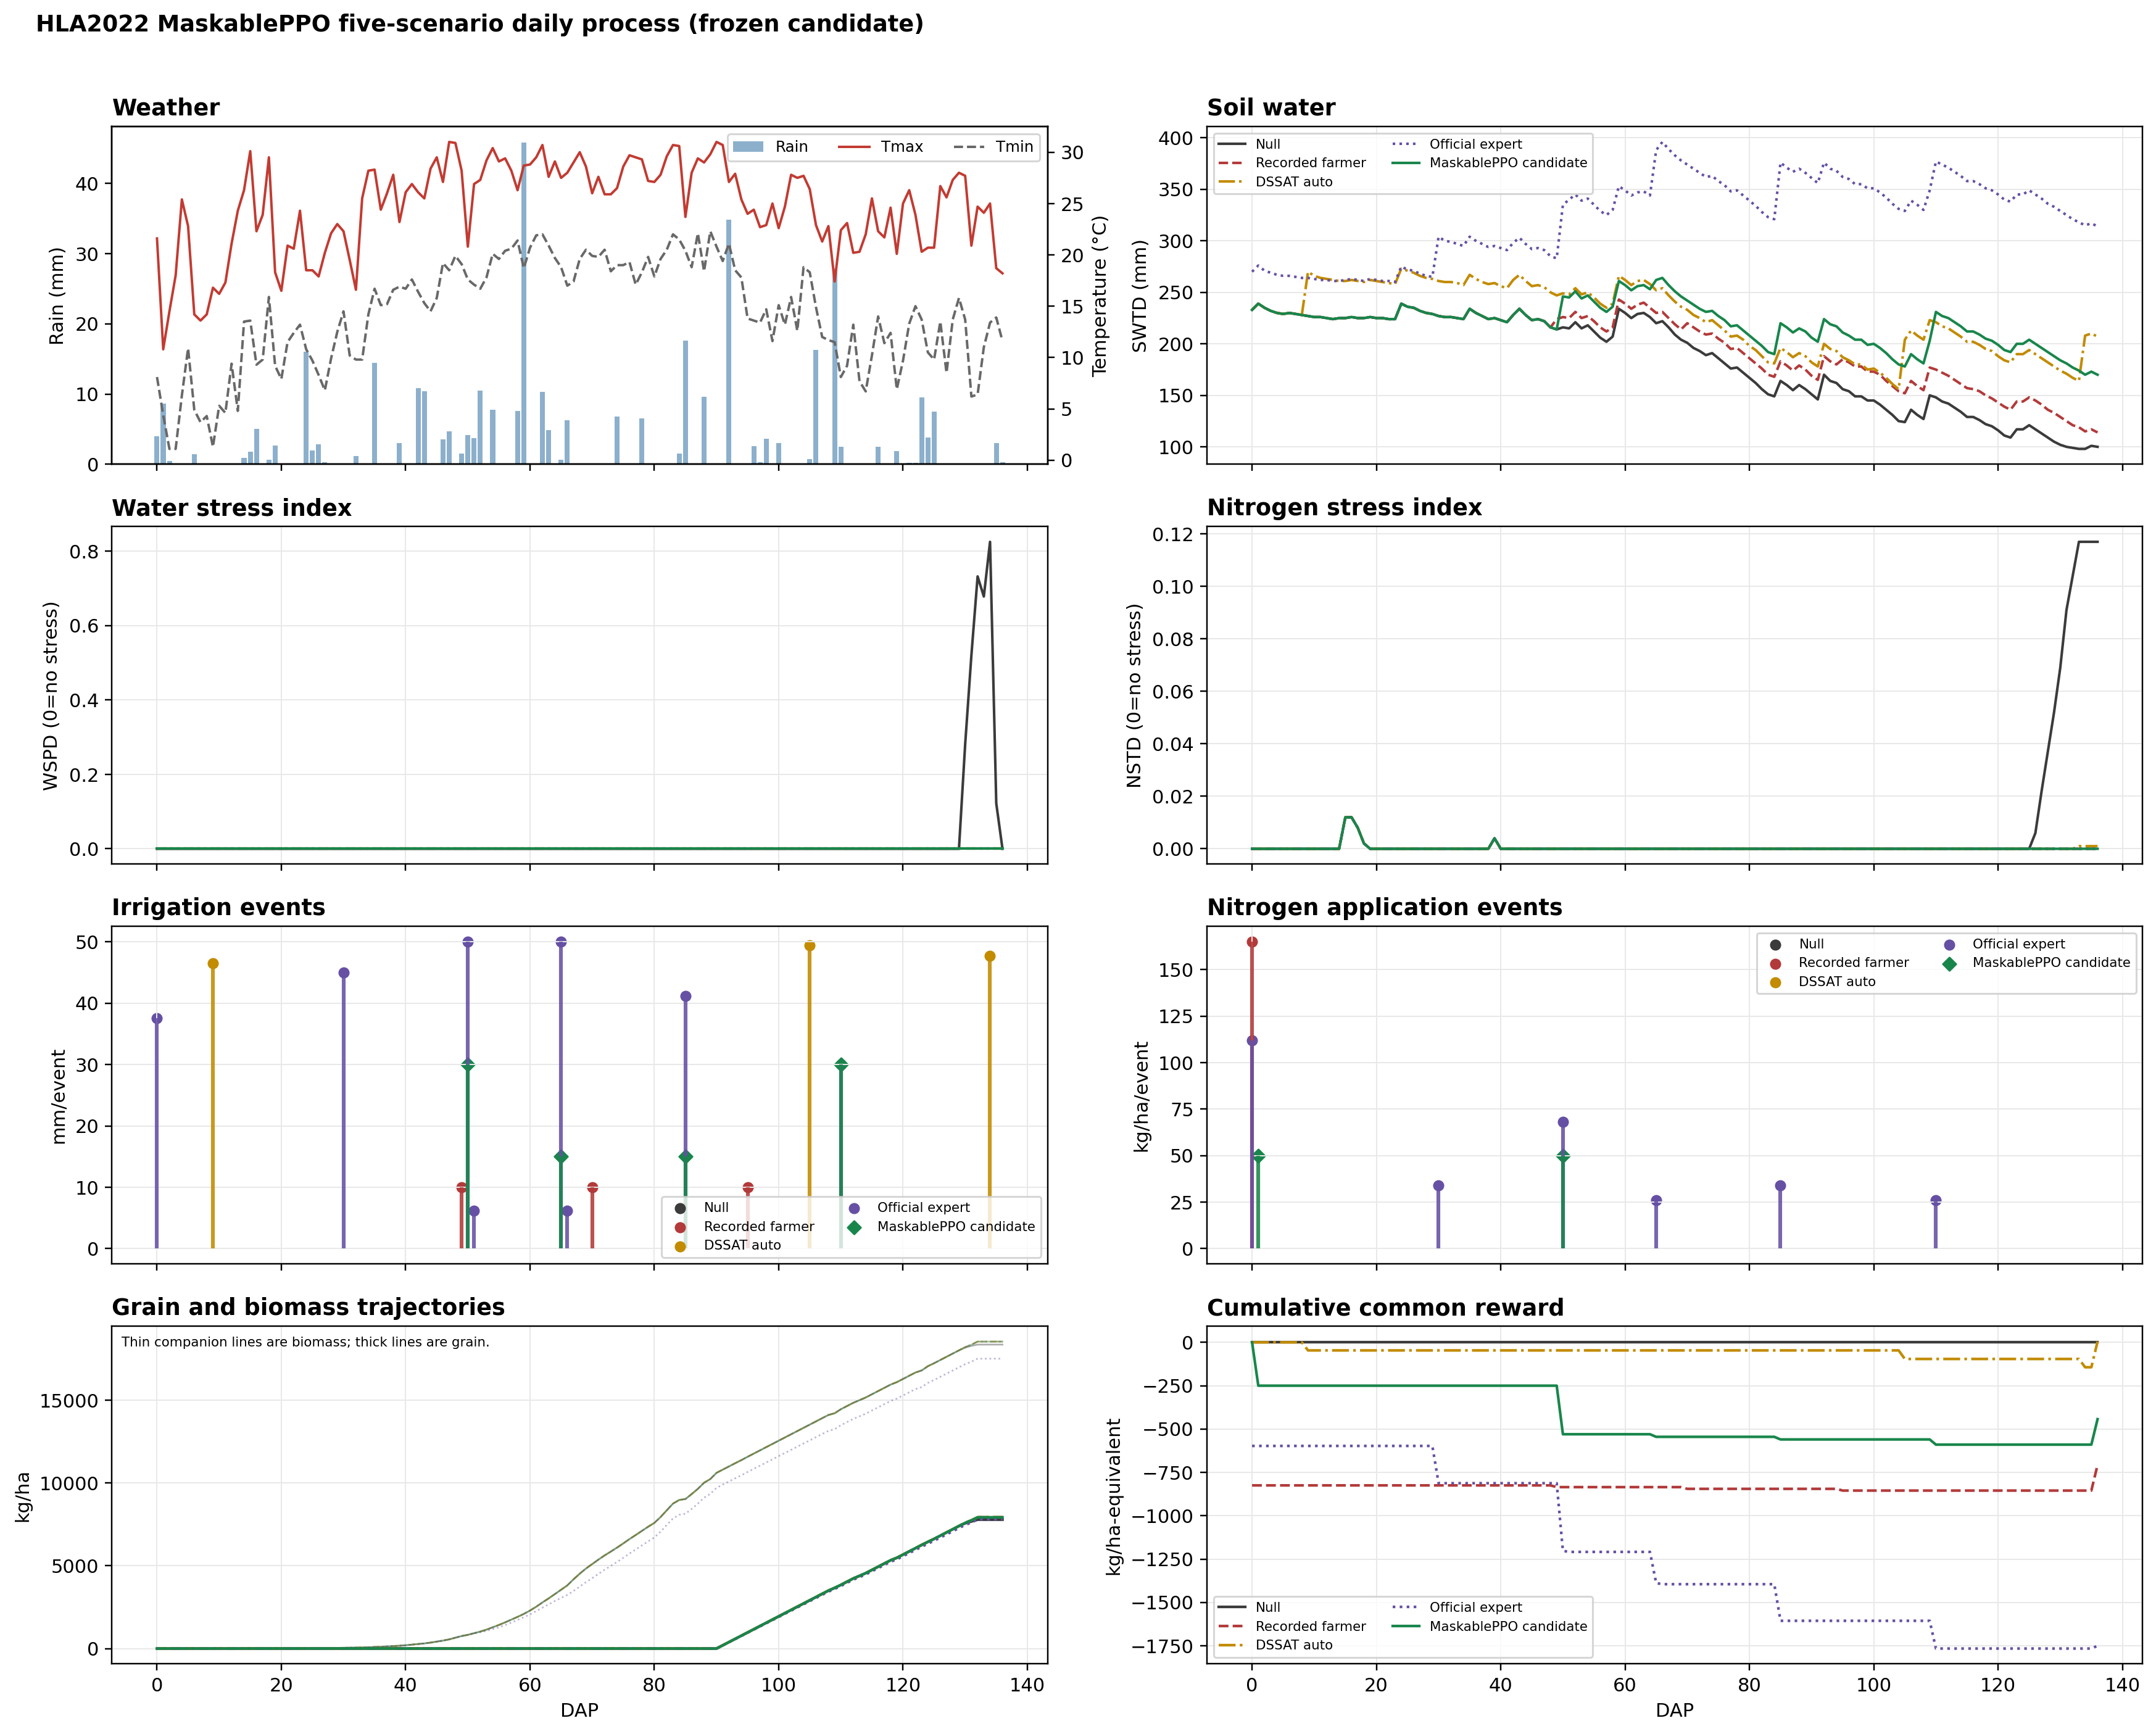 HLA2022 MaskablePPO five-scenario daily process (frozen candidate)
Weather
Rain (mm)
40
30
20
10
0
Rain
Tmax
Tmin
30
25
20
15
10
5
0
Temperature (°C)
Soil water
SWTD (mm)
400
350
300
250
200
150
100
Null
Recorded farmer
DSSAT auto
Official expert
MaskablePPO candidate
Water stress index
WSPD (0=no stress)
0.8
0.6
0.4
0.2
0.0
Nitrogen stress index
NSTD (0=no stress)
0.12
0.10
0.08
0.06
0.04
0.02
0.00
Irrigation events
mm/event
50
40
30
20
10
0
Null
Recorded farmer
DSSAT auto
Official expert
MaskablePPO candidate
Nitrogen application events
kg/ha/event
150
125
100
75
50
25
0
Null
Recorded farmer
DSSAT auto
Official expert
MaskablePPO candidate
Grain and biomass trajectories
Thin companion lines are biomass; thick lines are grain.
kg/ha
15000
10000
5000
0
0 20 40 60 80 100 120 140
DAP
Cumulative common reward
kg/ha-equivalent
0
−250
−500
−750
−1000
−1250
−1500
−1750
Null
Recorded farmer
DSSAT auto
Official expert
MaskablePPO candidate
0 20 40 60 80 100 120 140
DAP